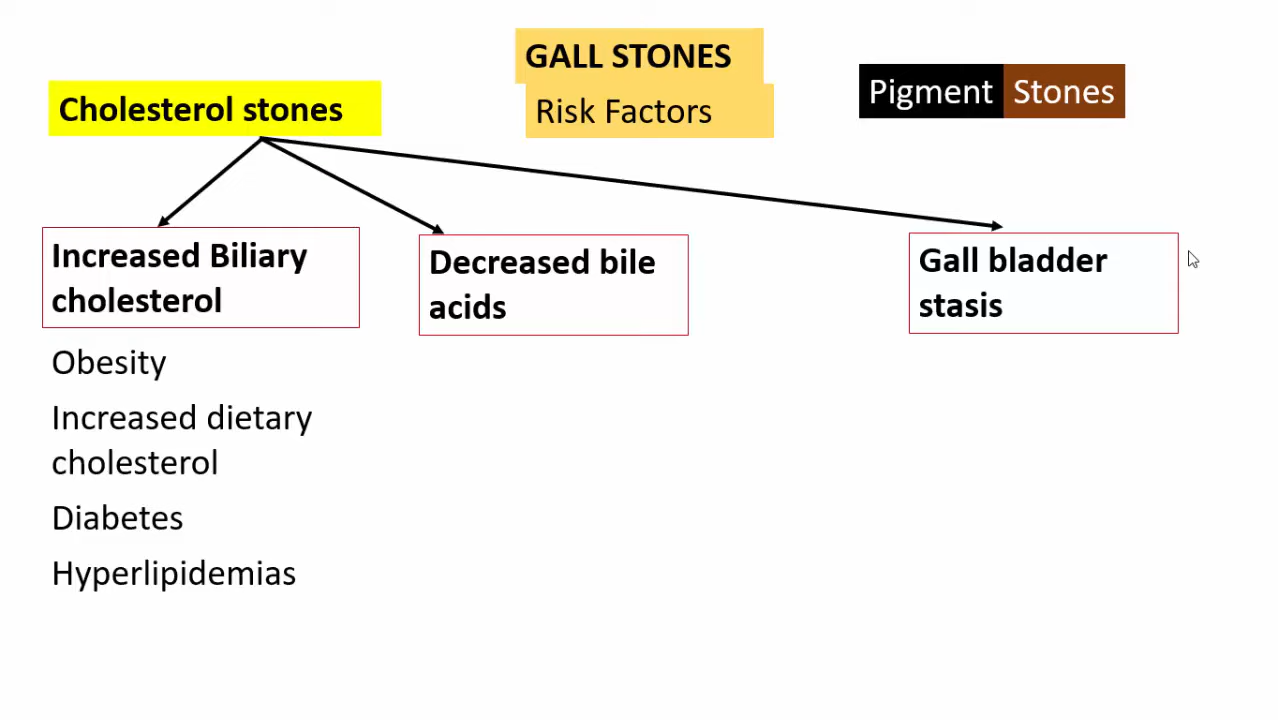 GALL STONES
Risk Factors
Cholesterol stones
Pigment Stones
Increased Biliary
cholesterol
Decreased bile
acids
Gall bladder
stasis
Obesity
Increased dietary
cholesterol
Diabetes
Hyperlipidemias